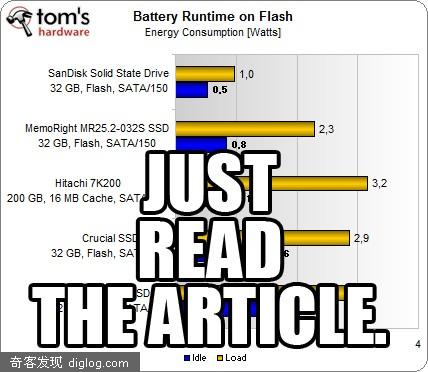 tom's
hardware
Battery Runtime on Flash
Energy Consumption [Watts]
SanDisk Solid State Drive
32 GB, Flash, SATA/150
1,0
0,5
MemoRight MR25.2-032S SSD
32 GB, Flash, SATA/150
2,3
0,8
JUST
Hitachi 7K200
200 GB, 16 MB Cache, SATA/
3,2
READ
Crucial SSD
32 GB, Flash, SAT
2,9
THE ARTICLE.
4
Idle
Load
奇客发现 diglog.com